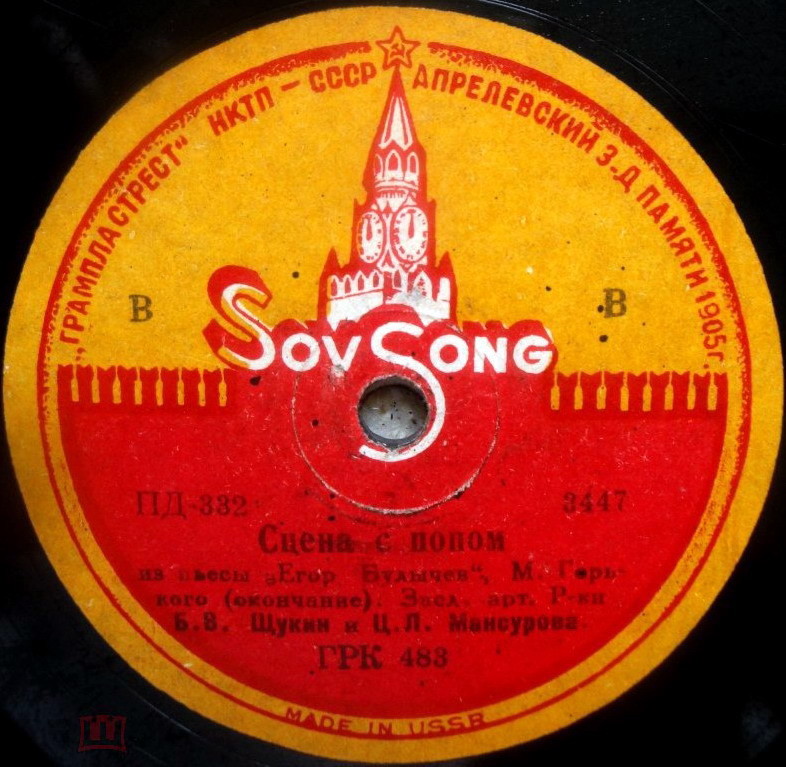 „ГРАМПЛАСТРЕСТ“ НКТП – СССР АПРЕЛЕВСКИЙ З-Д ПАМЯТИ 1905г.
В В
SOVSONG
ПД-332 3447
Сцена с попом
из пьесы „Егор Булычев“, М. Горь-
кого (окончание). Засл. арт. Р-ки
Б.В. Щукин и Ц.Л. Мансурова
ГРК 483
MADE IN USSR